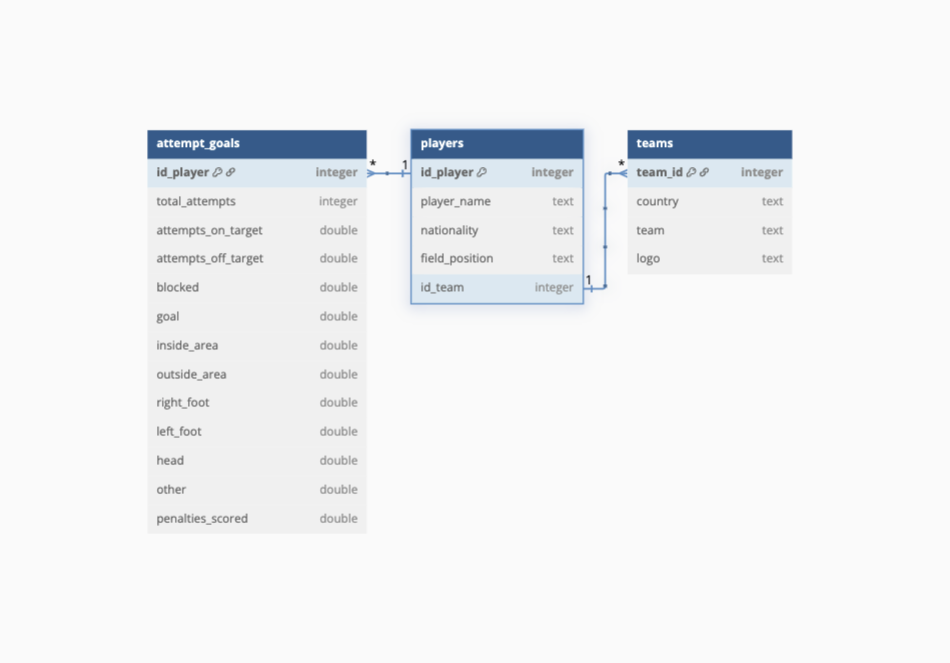 attempt_goals
id_player integer
total_attempts integer
attempts_on_target double
attempts_off_target double
blocked double
goal double
inside_area double
outside_area double
right_foot double
left_foot double
head double
other double
penalties_scored double
* 1
players
id_player integer
player_name text
nationality text
field_position text
id_team integer
1 *
teams
team_id integer
country text
team text
logo text